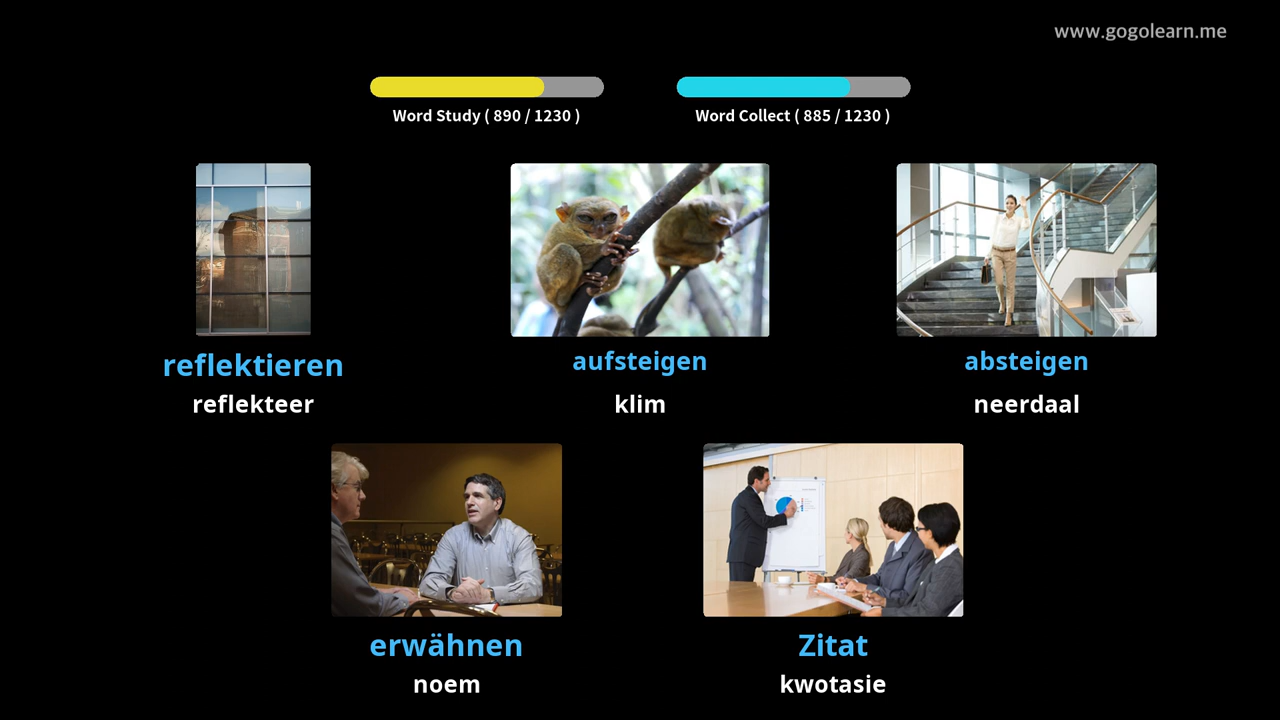 www.gogolearn.me
Word Study ( 890 / 1230 )
Word Collect ( 885 / 1230 )
reflektieren
reflekteer
aufsteigen
klim
absteigen
neerdaal
erwähnen
noem
Zitat
kwotasie